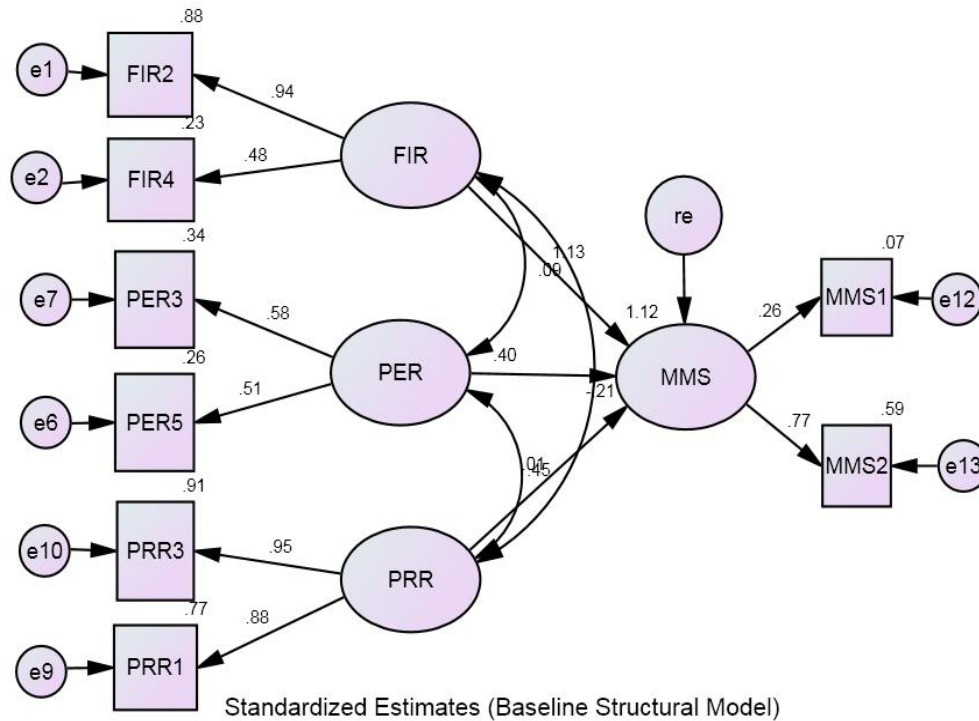 .88
e1
FIR2
.94
.23
e2
FIR4
.48
FIR
re
.34
e7
PER3
.58
1.13
.09
.07
MMS1
e12
.26
1.12
.26
e6
PER5
.51
PER
.40
MMS
-.21
.77
.59
MMS2
e13
.91
e10
PRR3
.95
.01
.45
PRR
.77
e9
PRR1
.88
Standardized Estimates (Baseline Structural Model)